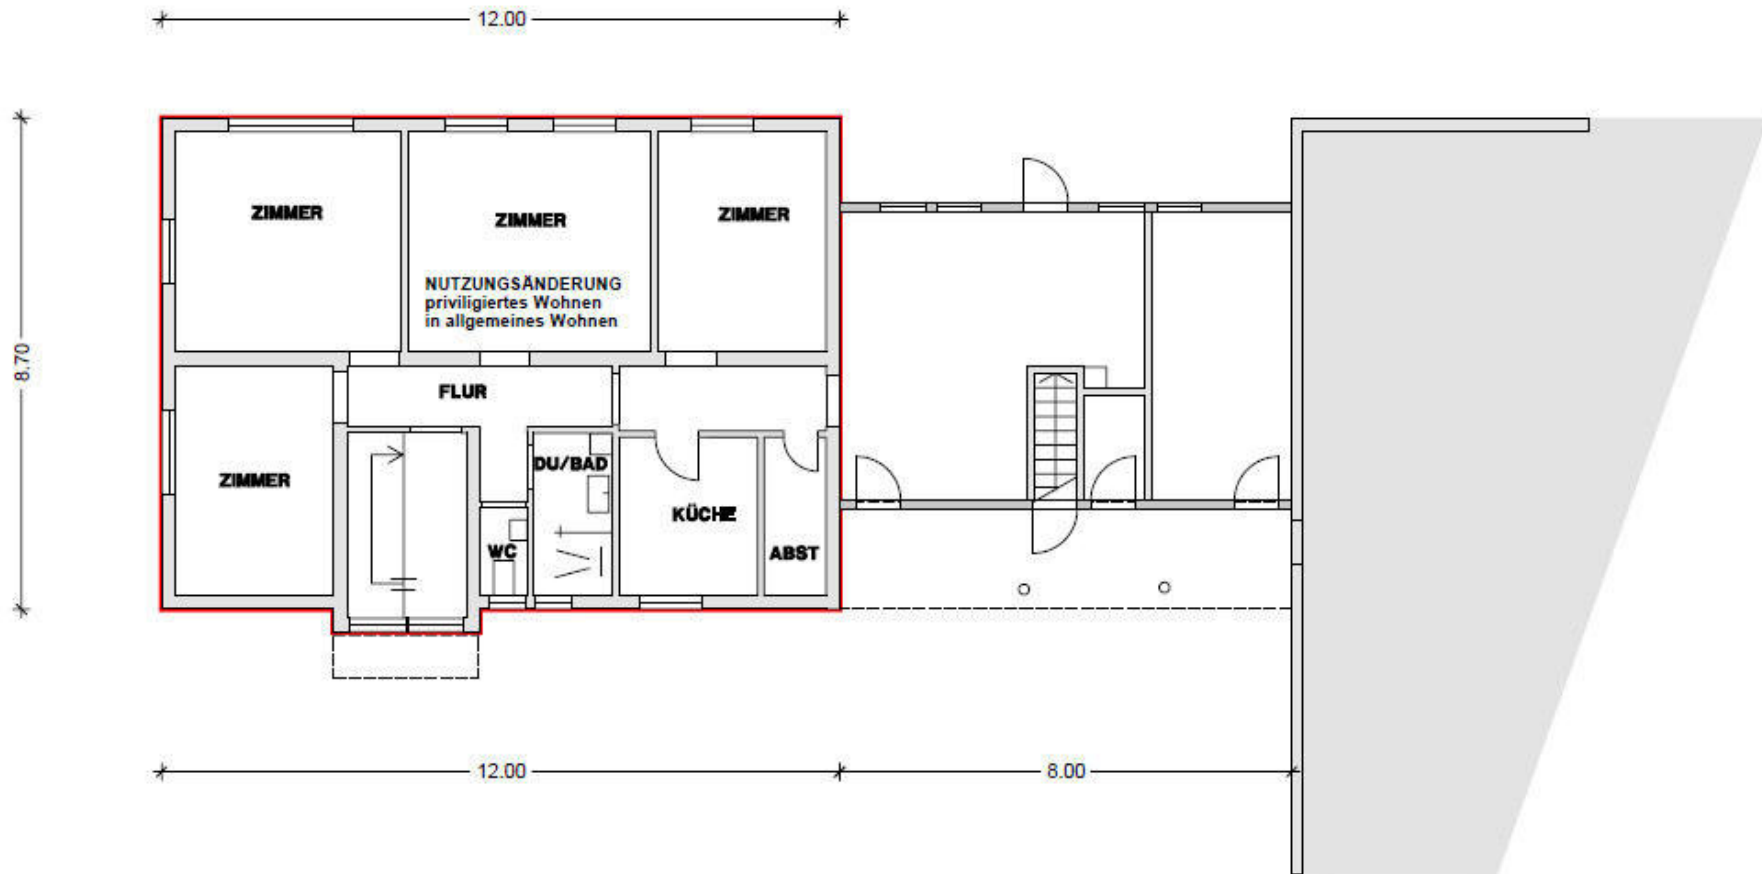 12.00
ZIMMER
ZIMMER
ZIMMER
NUTZUNGSÄNDERUNG
priviligiertes Wohnen
in allgemeines Wohnen
8.70
FLUR
DU/BAD
ZIMMER
KÜCHE
WC
ABST
12.00
8.00